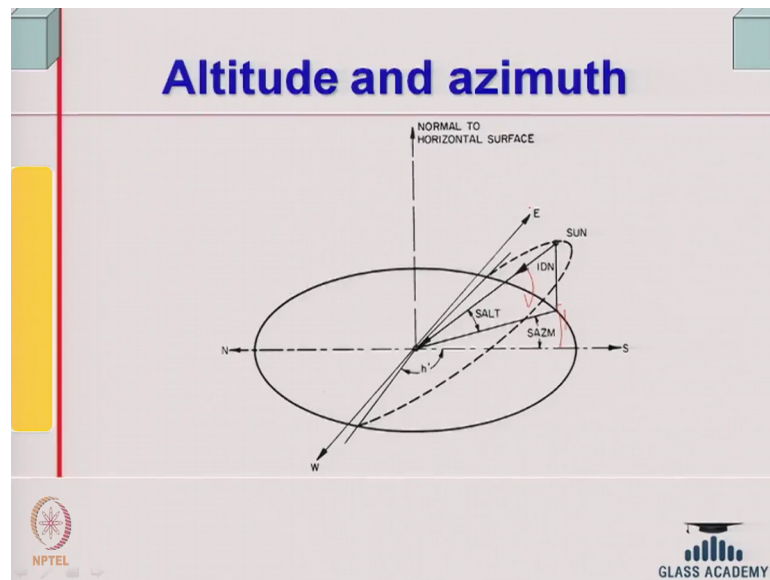 Altitude and azimuth
NORMAL TO
HORIZONTAL SURFACE
E
SUN
IDN
SALT
SAZM
N
S
h'
W
NPTEL
GLASS ACADEMY